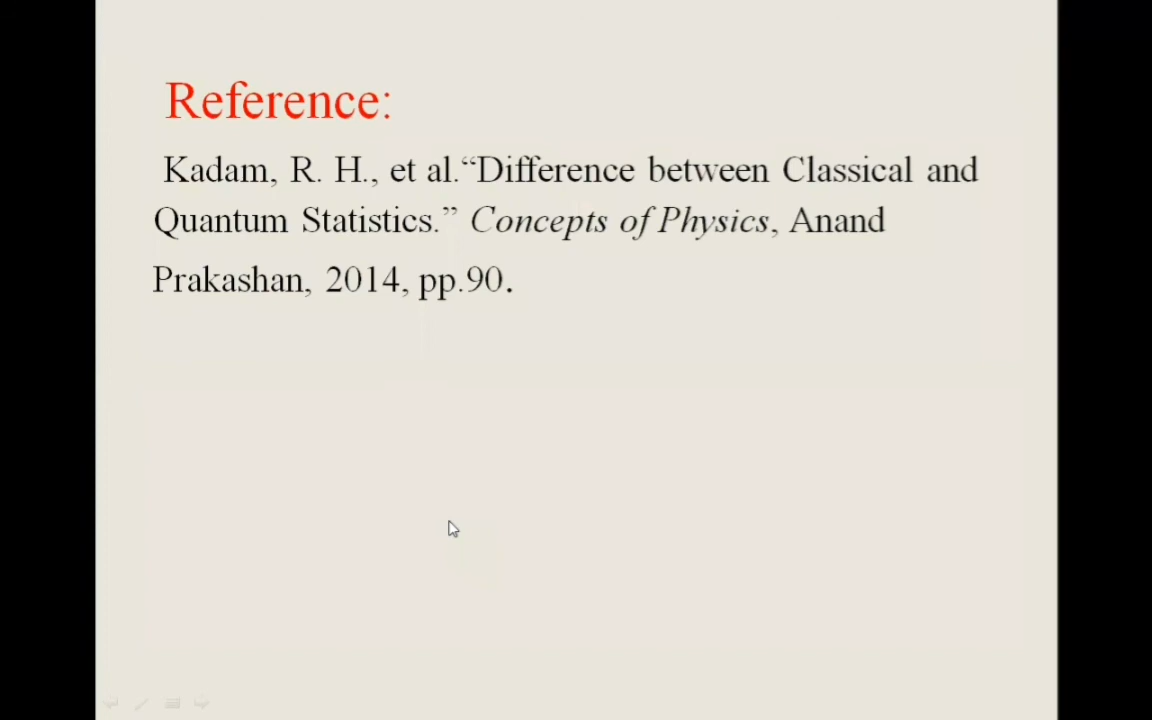 Reference:
Kadam, R. H., et al.“Difference between Classical and
Quantum Statistics.” Concepts of Physics, Anand
Prakashan, 2014, pp.90.